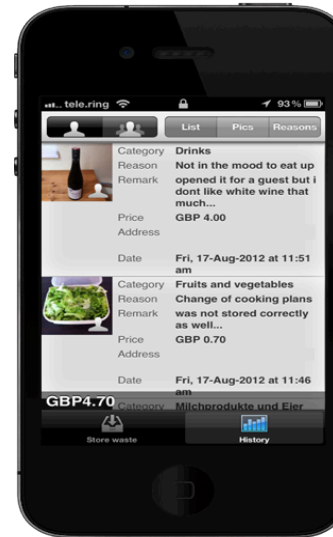 tele.ring 93%
List Pics Reasons
Category Drinks
Reason Not in the mood to eat up
Remark opened it for a guest but i
dont like white wine that
much...
Price GBP 4.00
Address
Date Fri, 17-Aug-2012 at 11:51
am
Category Fruits and vegetables
Reason Change of cooking plans
Remark was not stored correctly
as well...
Price GBP 0.70
Address
Date Fri, 17-Aug-2012 at 11:46
am
GBP4.70 Category Milchprodukte und Eier
Store waste History